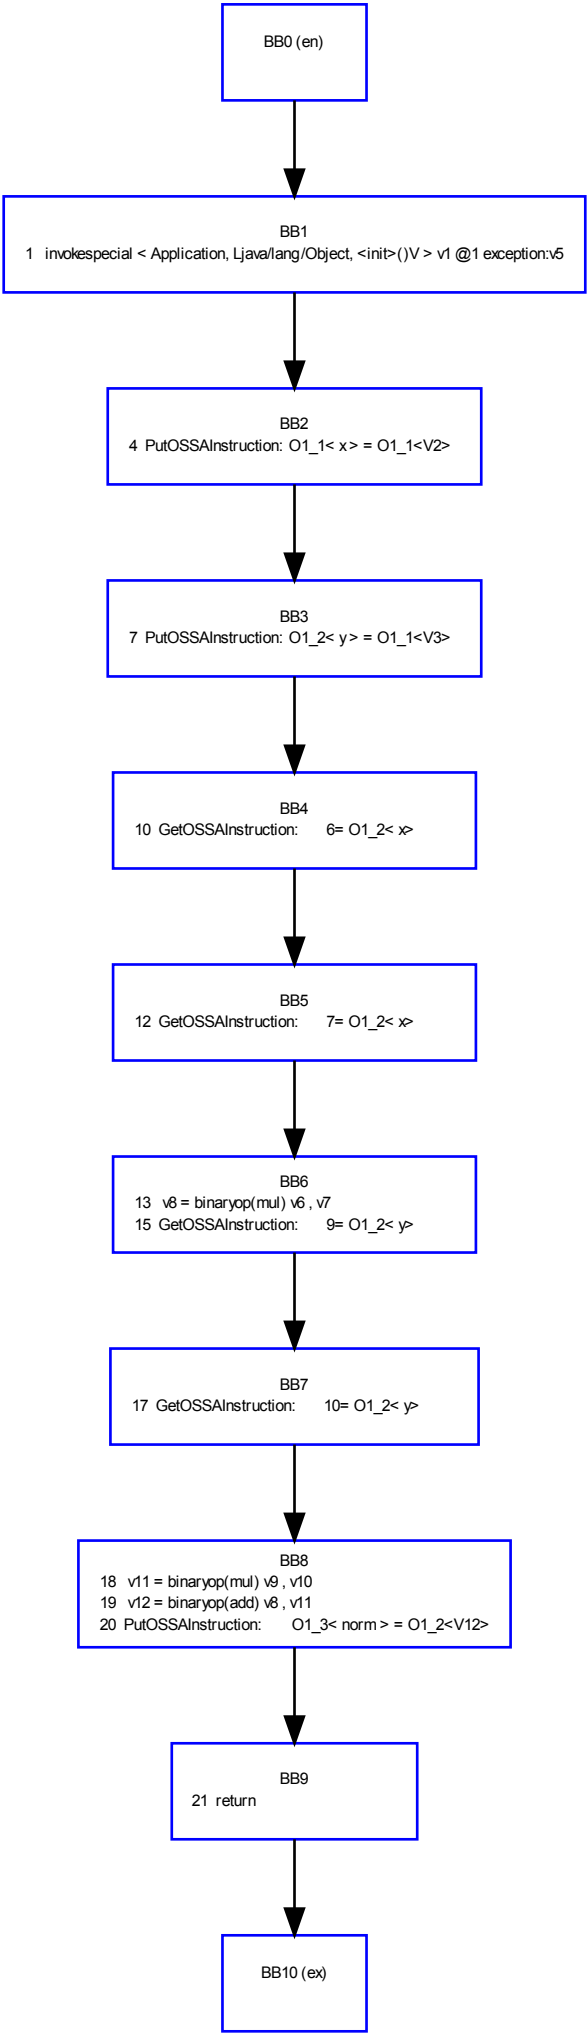 BB0 (en)
BB1
1 invokespecial < Application, Ljava/lang/Object, <init>()V > v1 @1 exception:v5
BB2
4 PutOSSAInstruction: O1_1< x > = O1_1<V2>
BB3
7 PutOSSAInstruction: O1_2< y > = O1_1<V3>
BB4
10 GetOSSAInstruction: 6= O1_2< x>
BB5
12 GetOSSAInstruction: 7= O1_2< x>
BB6
13 v8 = binaryop(mul) v6 , v7
15 GetOSSAInstruction: 9= O1_2< y>
BB7
17 GetOSSAInstruction: 10= O1_2< y>
BB8
18 v11 = binaryop(mul) v9 , v10
19 v12 = binaryop(add) v8 , v11
20 PutOSSAInstruction: O1_3< norm > = O1_2<V12>
BB9
21 return
BB10 (ex)